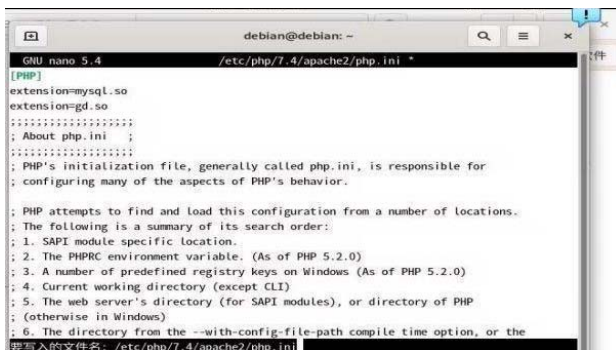 debian@debian: ~
件
GNU nano 5.4 /etc/php/7.4/apache2/php.ini *
[PHP]
extension=mysql.so
extension=gd.so
;;;;;;;;;;;;;;;;;;;
; About php.ini ;
;;;;;;;;;;;;;;;;;;;
; PHP's initialization file, generally called php.ini, is responsible for
; configuring many of the aspects of PHP's behavior.
; PHP attempts to find and load this configuration from a number of locations.
; The following is a summary of its search order:
; 1. SAPI module specific location.
; 2. The PHPRC environment variable. (As of PHP 5.2.0)
; 3. A number of predefined registry keys on Windows (As of PHP 5.2.0)
; 4. Current working directory (except CLI)
; 5. The web server's directory (for SAPI modules), or directory of PHP
; (otherwise in Windows)
; 6. The directory from the --with-config-file-path compile time option, or the
要写入的文件名: /etc/php/7.4/apache2/php.ini